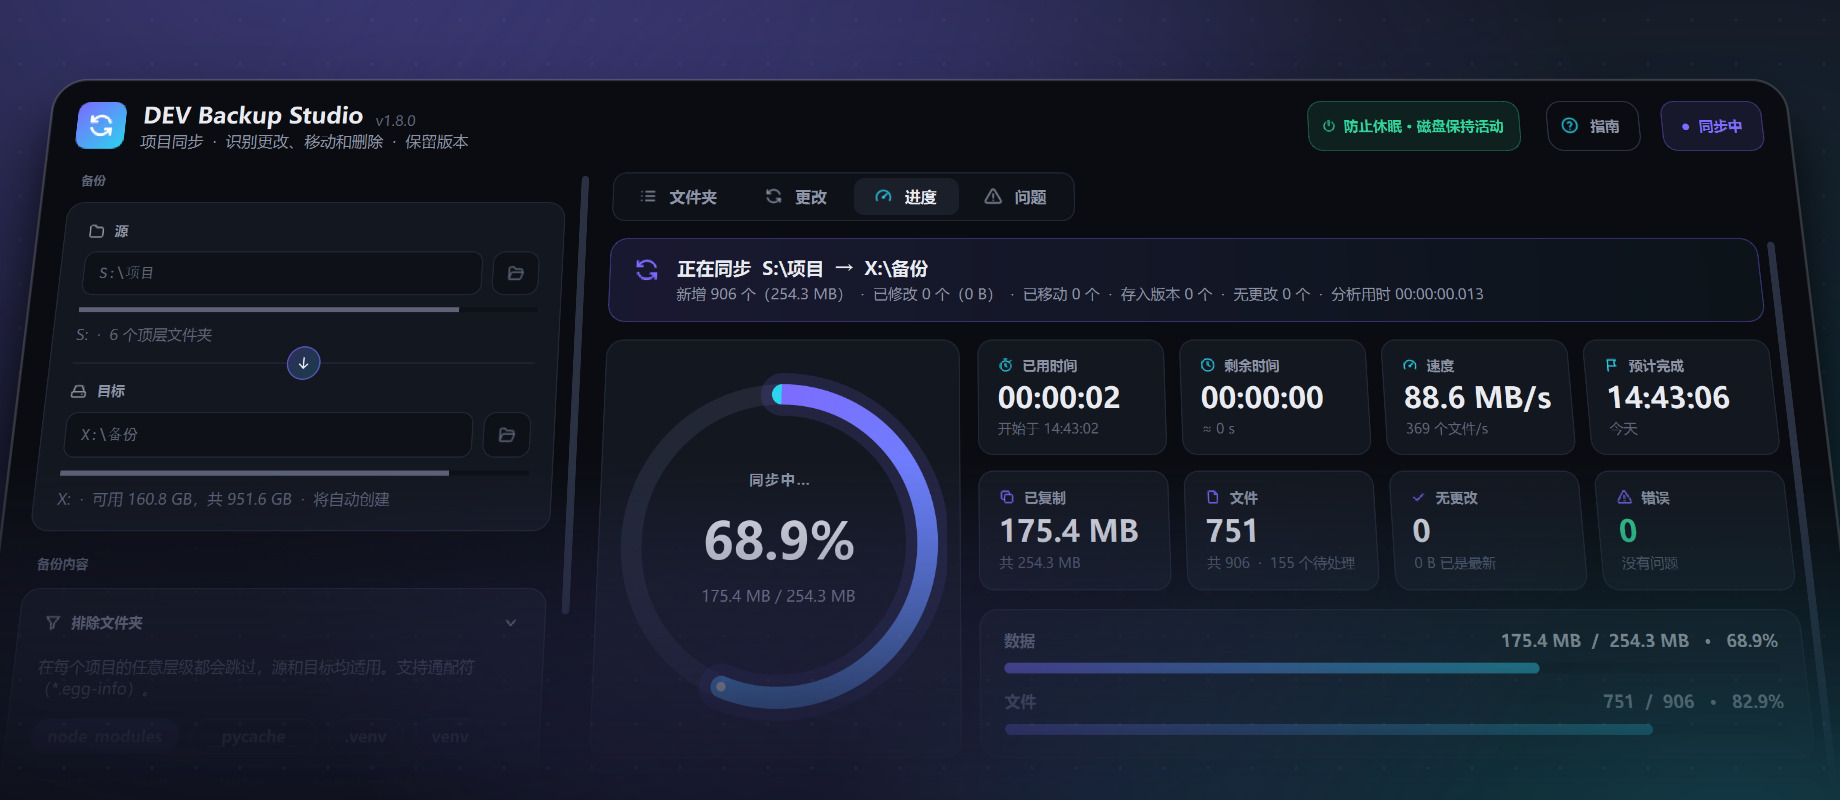 DEV Backup Studio v1.8.0
项目同步 · 识别更改、移动和删除 · 保留版本
防止休眠 · 磁盘保持活动
指南
同步中
备份
源
S:\项目
S: · 6 个顶层文件夹
目标
X:\备份
X: · 可用 160.8 GB，共 951.6 GB · 将自动创建
备份内容
排除文件夹
在每个项目的任意层级都会跳过，源和目标均适用。支持通配符
（*.egg-info）。
node_modules __pycache__ .venv venv
文件夹 更改 进度 问题
正在同步 S:\项目 → X:\备份
新增 906 个（254.3 MB） · 已修改 0 个（0 B） · 已移动 0 个 · 存入版本 0 个 · 无更改 0 个 · 分析用时 00:00:00.013
同步中...
68.9%
175.4 MB / 254.3 MB
已用时间
00:00:02
开始于 14:43:02
剩余时间
00:00:00
≈ 0 s
速度
88.6 MB/s
369 个文件/s
预计完成
14:43:06
今天
已复制
175.4 MB
共 254.3 MB
文件
751
共 906 · 155 个待处理
无更改
0
0 B 已是最新
错误
0
没有问题
数据 175.4 MB / 254.3 MB • 68.9%
文件 751 / 906 • 82.9%